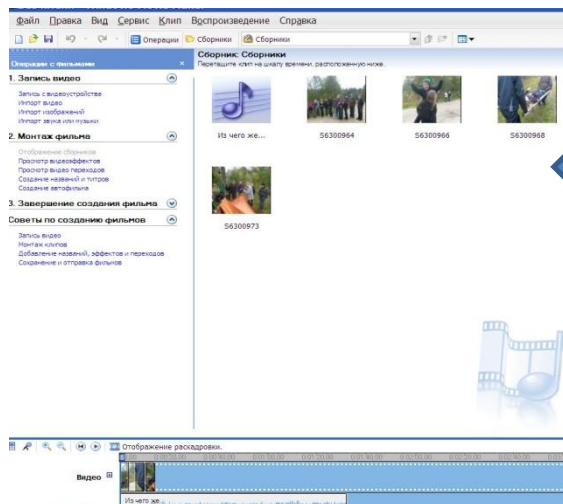 Файл Правка Вид Сервис Клип Воспроизведение Справка
Операции Сборники Сборники
Операции с фильмами ×
Сборник: Сборники
Перетащите клип на шкалу времени, расположенную ниже.
1. Запись видео
Запись с видеоустройства
Импорт видео
Импорт изображений
Импорт звука или музыки
2. Монтаж фильма
Отображение сборников
Просмотр видеоэффектов
Просмотр видео переходов
Создание названий и титров
Создание автофильма
3. Завершение создания фильма
Советы по созданию фильмов
Запись видео
Монтаж клипов
Добавление названий, эффектов и переходов
Сохранение и отправка фильмов
Из чего же...
S6300964
S6300966
S6300968
S6300973
Отображение раскадровки.
Видео
Из чего же